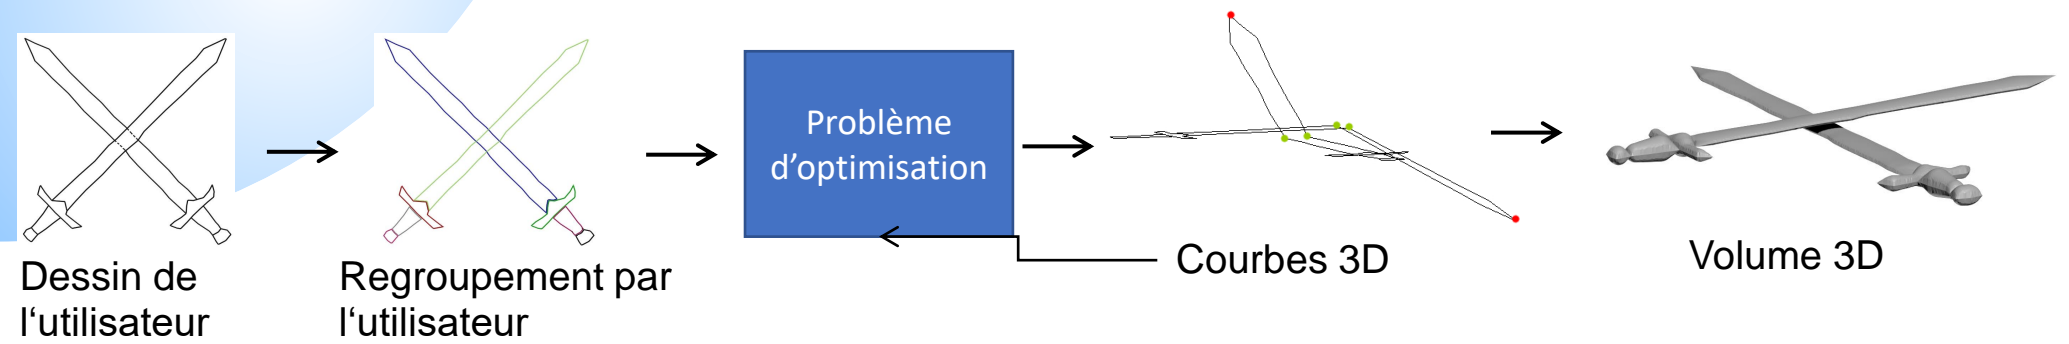 Dessin de
l‘utilisateur
Regroupement par
l‘utilisateur
Problème
d’optimisation
Courbes 3D
Volume 3D